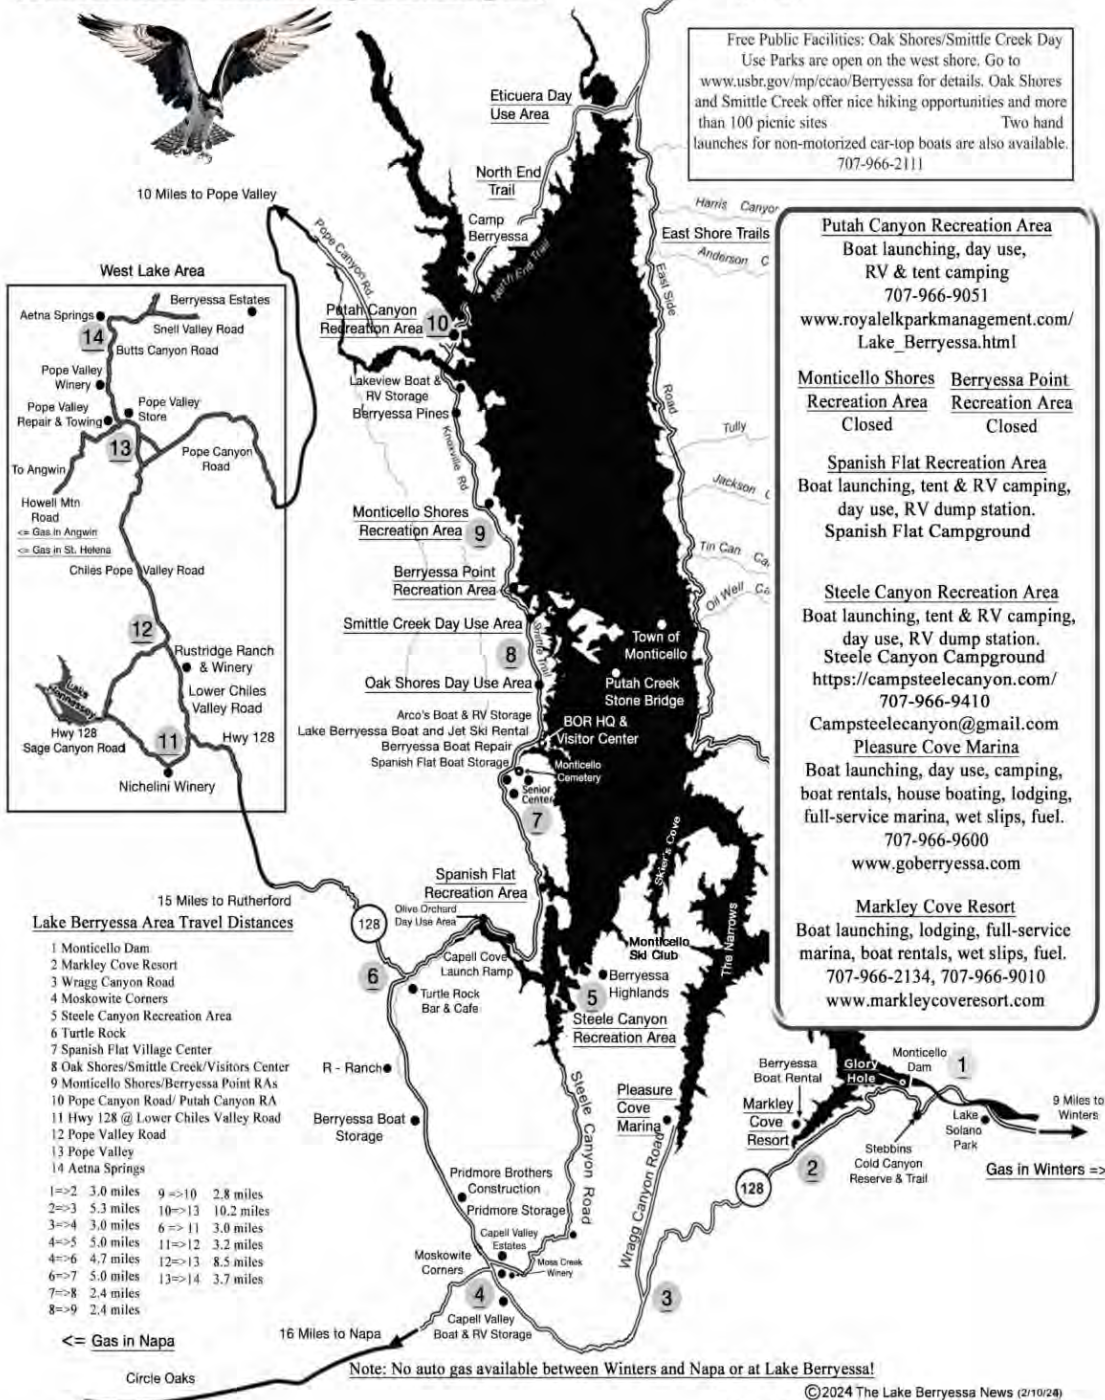 Free Public Facilities: Oak Shores/Smittle Creek Day
Use Parks are open on the west shore. Go to
www.usbr.gov/mp/ccao/Berryessa for details. Oak Shores
and Smittle Creek offer nice hiking opportunities and more
than 100 picnic sites Two hand
launches for non-motorized car-top boats are also available.
707-966-2111
Eticuera Day
Use Area
North End
Trail
Camp
Berryessa
North End Trail
10 Miles to Pope Valley
Pope Canyon Rd.
Harris Canyon
East Shore Trails
Anderson C
East Side
Road
Putah Canyon
Recreation Area
10
Lakeview Boat &
RV Storage
Berryessa Pines
Knoxville Rd.
Tully
Jackson C
Tin Can Ca
Oil Well Ca
Monticello Shores
Recreation Area
9
Berryessa Point
Recreation Area
Smittle Creek Day Use Area
Smittle Trail
8
Oak Shores Day Use Area
Town of
Monticello
Putah Creek
Stone Bridge
Arco's Boat & RV Storage
Lake Berryessa Boat and Jet Ski Rental
Berryessa Boat Repair
Spanish Flat Boat Storage
BOR HQ &
Visitor Center
Monticello
Cemetery
Senior
Center
7
West Lake Area
Aetna Springs
Berryessa Estates
Snell Valley Road
14
Butts Canyon Road
Pope Valley
Winery
Pope Valley
Repair & Towing
Pope Valley
Store
13
Pope Canyon
Road
To Angwin
Howell Mtn
Road
<= Gas in Angwin
<= Gas in St. Helena
Chiles Pope Valley Road
12
Rustridge Ranch
& Winery
Lake
Hennessey
Lower Chiles
Valley Road
Hwy 128
Sage Canyon Road
11
Hwy 128
Nichelini Winery
Putah Canyon Recreation Area
Boat launching, day use,
RV & tent camping
707-966-9051
www.royalelkparkmanagement.com/
Lake_Berryessa.html
Monticello Shores
Recreation Area
Closed
Berryessa Point
Recreation Area
Closed
Spanish Flat Recreation Area
Boat launching, tent & RV camping,
day use, RV dump station.
Spanish Flat Campground
Steele Canyon Recreation Area
Boat launching, tent & RV camping,
day use, RV dump station.
Steele Canyon Campground
https://campsteelecanyon.com/
707-966-9410
Campsteelecanyon@gmail.com
Pleasure Cove Marina
Boat launching, day use, camping,
boat rentals, house boating, lodging,
full-service marina, wet slips, fuel.
707-966-9600
www.goberryessa.com
Markley Cove Resort
Boat launching, lodging, full-service
marina, boat rentals, wet slips, fuel.
707-966-2134, 707-966-9010
www.markleycoveresort.com
Skier's Cove
The Narrows
Monticello
Ski Club
Spanish Flat
Recreation Area
Olive Orchard
Day Use Area
Capell Cove
Launch Ramp
15 Miles to Rutherford
128
6
Turtle Rock
Bar & Cafe
Berryessa
Highlands
5
Steele Canyon
Recreation Area
R - Ranch
Berryessa Boat
Storage
Steele Canyon Road
Pleasure
Cove
Marina
Wragg Canyon Road
Berryessa
Boat Rental
Markley
Cove
Resort
Glory
Hole
Monticello
Dam
1
2
128
Stebbins
Cold Canyon
Reserve & Trail
Lake
Solano
Park
9 Miles to
Winters
Gas in Winters =>
Pridmore Brothers
Construction
Pridmore Storage
Capell Valley
Estates
Moss Creek
Winery
Moskowite
Corners
4
Capell Valley
Boat & RV Storage
3
16 Miles to Napa
Lake Berryessa Area Travel Distances
1 Monticello Dam
2 Markley Cove Resort
3 Wragg Canyon Road
4 Moskowite Corners
5 Steele Canyon Recreation Area
6 Turtle Rock
7 Spanish Flat Village Center
8 Oak Shores/Smittle Creek/Visitors Center
9 Monticello Shores/Berryessa Point RAs
10 Pope Canyon Road/ Putah Canyon RA
11 Hwy 128 @ Lower Chiles Valley Road
12 Pope Valley Road
13 Pope Valley
14 Aetna Springs
1=>2 3.0 miles 9 =>10 2.8 miles
2=>3 5.3 miles 10=>13 10.2 miles
3=>4 3.0 miles 6 => 11 3.0 miles
4=>5 5.0 miles 11=>12 3.2 miles
4=>6 4.7 miles 12=>13 8.5 miles
6=>7 5.0 miles 13=>14 3.7 miles
7=>8 2.4 miles
8=>9 2.4 miles
<= Gas in Napa
Circle Oaks
Note: No auto gas available between Winters and Napa or at Lake Berryessa!
©2024 The Lake Berryessa News (2/10/24)